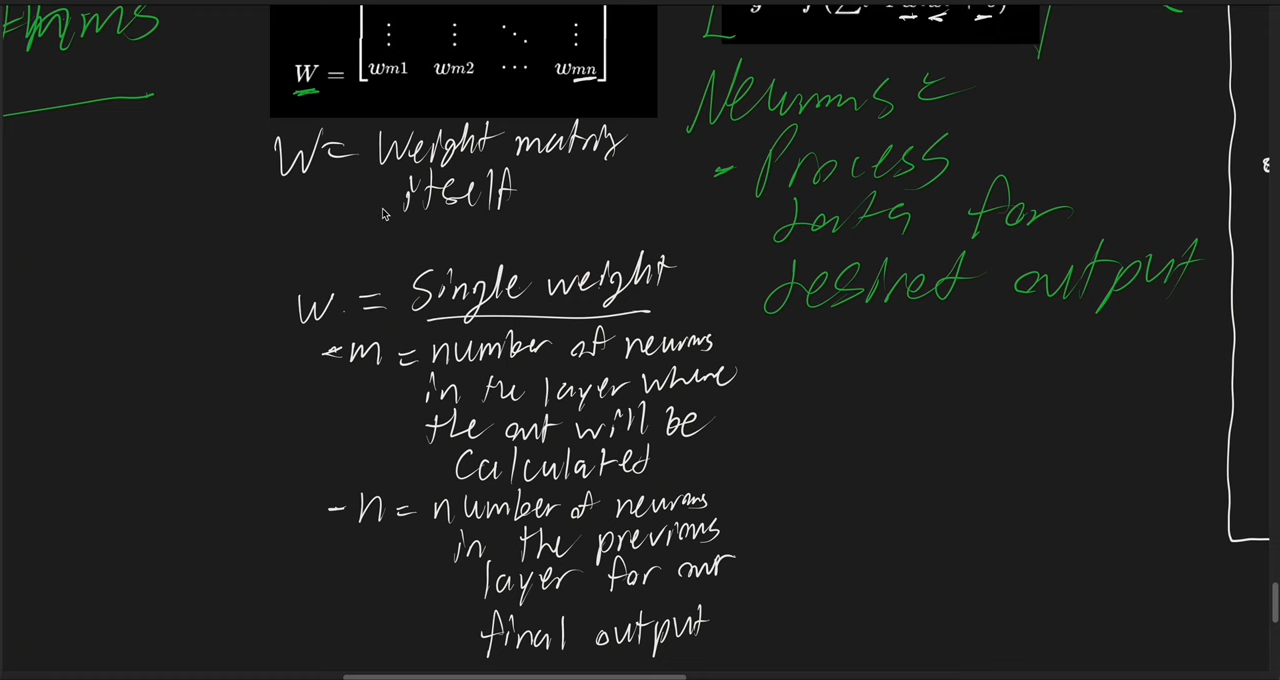 ⋮ ⋮ ⋱ ⋮
W = wm1 wm2 ⋯ wmn
W = Weight matrix
itself
w = Single weight
- m = number of neurons
in the layer where
the out will be
Calculated
- n = number of neurons
in the previous
layer for our
final output
Neurons :
- Process
data for
desired output